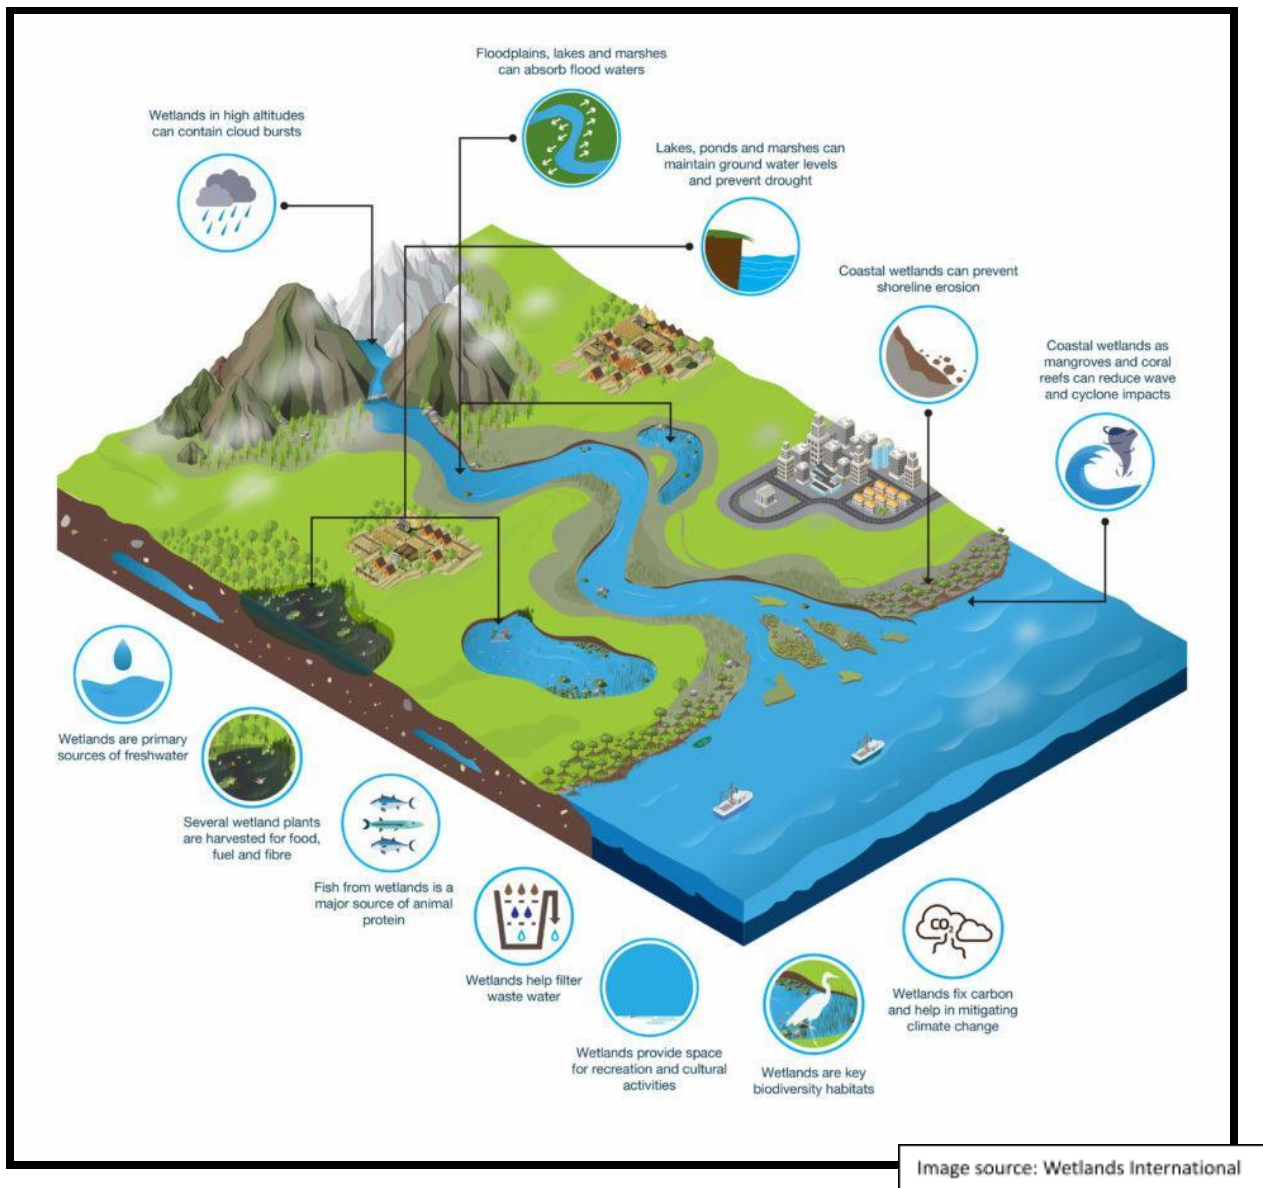 Floodplains, lakes and marshes
can absorb flood waters
Wetlands in high altitudes
can contain cloud bursts
Lakes, ponds and marshes can
maintain ground water levels
and prevent drought
Coastal wetlands can prevent
shoreline erosion
Coastal wetlands as
mangroves and coral
reefs can reduce wave
and cyclone impacts
Wetlands are primary
sources of freshwater
Several wetland plants
are harvested for food,
fuel and fibre
Fish from wetlands is a
major source of animal
protein
Wetlands help filter
waste water
Wetlands provide space
for recreation and cultural
activities
Wetlands are key
biodiversity habitats
CO2
Wetlands fix carbon
and help in mitigating
climate change
Image source: Wetlands International